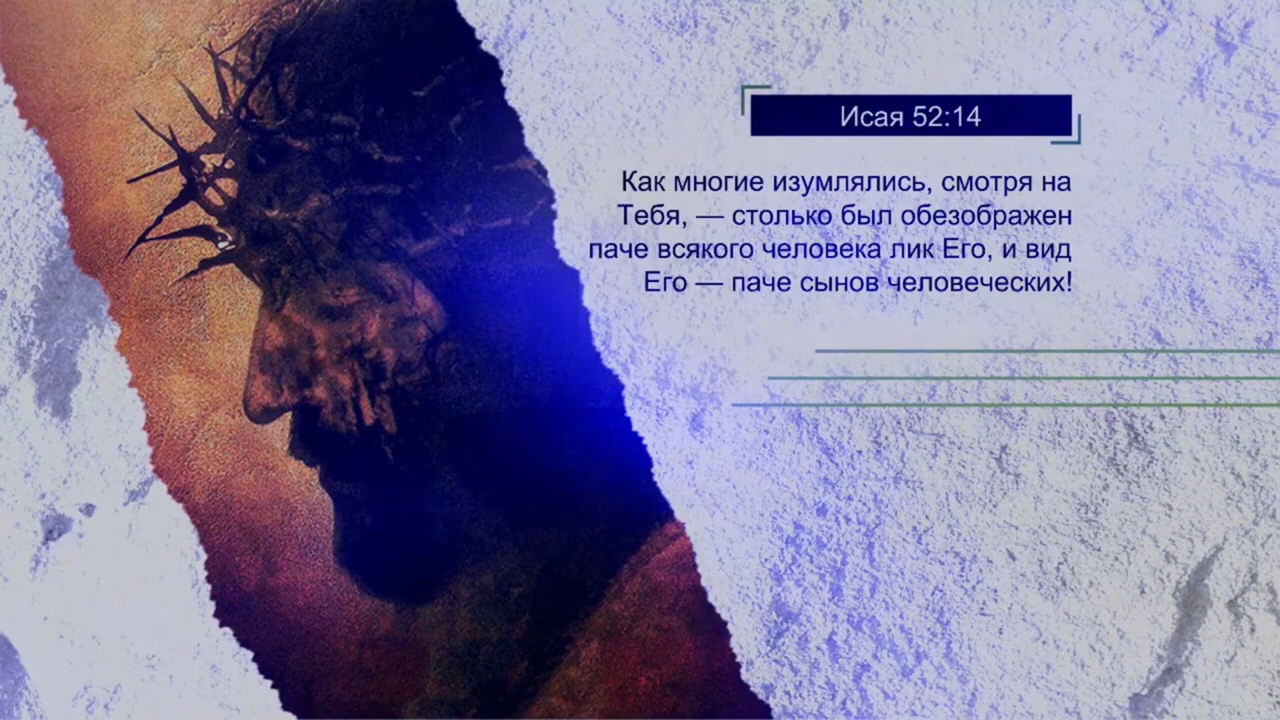 Исая 52:14
Как многие изумлялись, смотря на
Тебя, — столько был обезображен
паче всякого человека лик Его, и вид
Его — паче сынов человеческих!